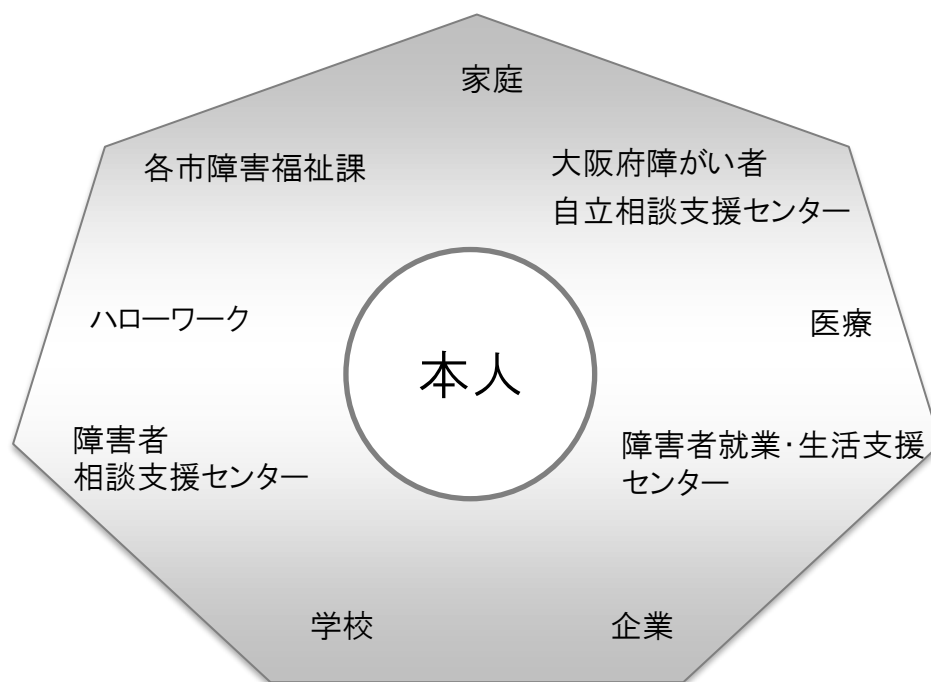 家庭
各市障害福祉課
大阪府障がい者
自立相談支援センター
ハローワーク
医療
本人
障害者
相談支援センター
障害者就業・生活支援
センター
学校
企業